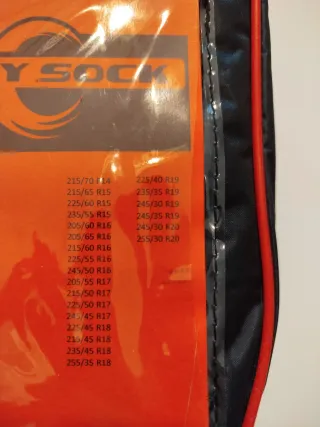 Y SOCK
215/70 R14
215/65 R15
225/60 R15
235/55 R15
205/60 R16
205/65 R16
215/60 R16
225/55 R16
245/50 R16
205/55 R17
215/50 R17
225/50 R17
245/45 R17
225/45 R18
215/45 R18
235/45 R18
255/35 R18
225/40 R19
235/35 R19
245/30 R19
245/35 R19
245/30 R20
255/30 R20